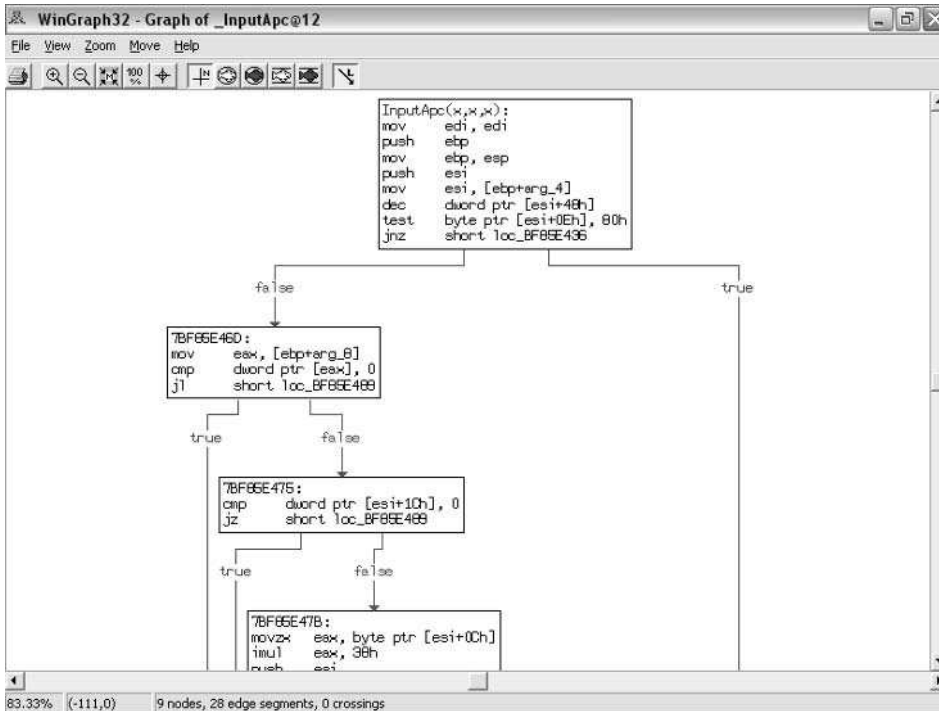 WinGraph32 - Graph of _InputApc@12
File View Zoom Move Help
100 %
InputApc(x,x,x):
mov edi, edi
push ebp
mov ebp, esp
push esi
mov esi, [ebp+arg_4]
dec dword ptr [esi+48h]
test byte ptr [esi+0Eh], 80h
jnz short loc_BF85E436
false
true
7BF85E46D:
mov eax, [ebp+arg_8]
cmp dword ptr [eax], 0
jl short loc_BF85E489
true
false
7BF85E475:
cmp dword ptr [esi+1Ch], 0
jz short loc_BF85E489
true
false
7BF85E47B:
movzx eax, byte ptr [esi+0Ch]
imul eax, 38h
push esi
83.33% (-111,0) 9 nodes, 28 edge segments, 0 crossings